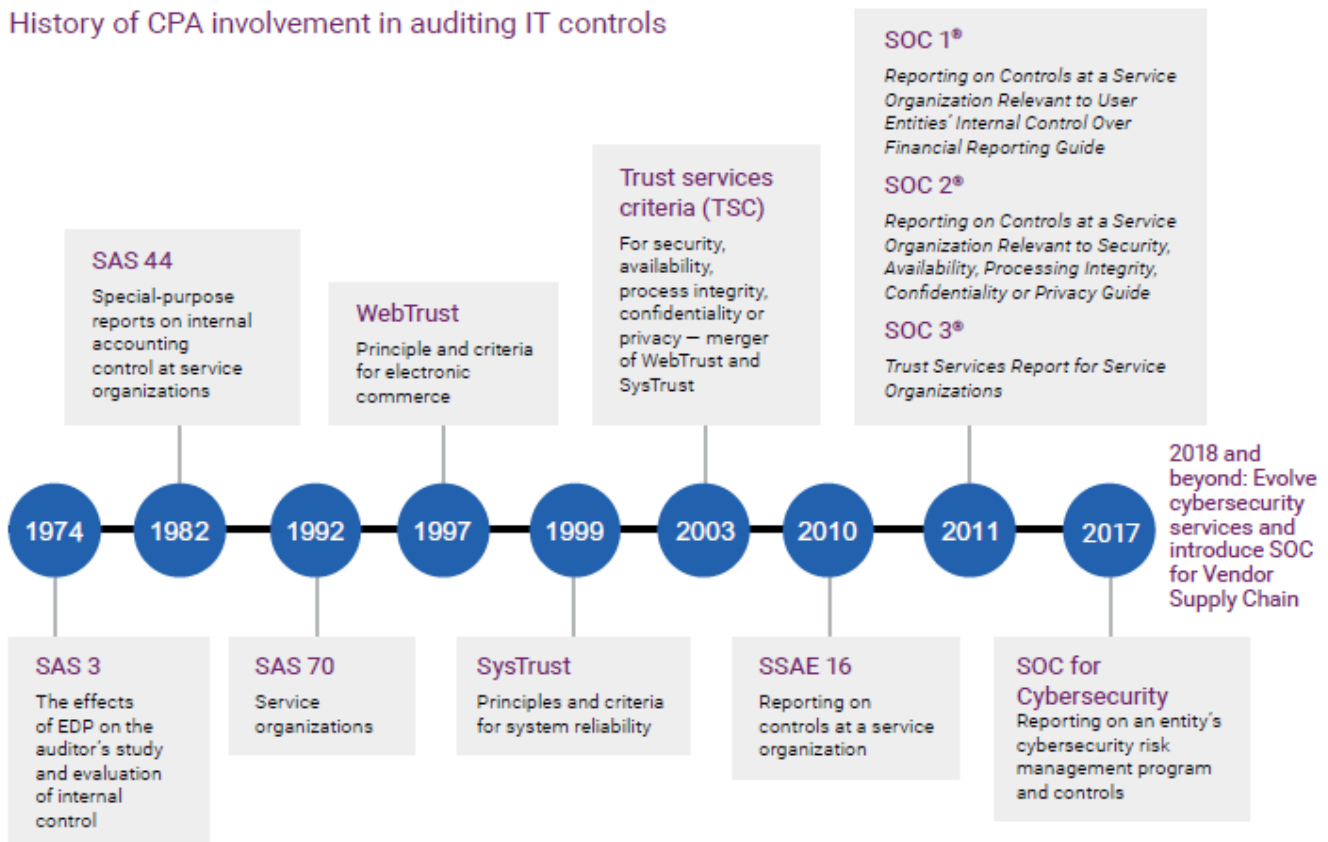 History of CPA involvement in auditing IT controls
SOC 1®
Reporting on Controls at a Service
Organization Relevant to User
Entities' Internal Control Over
Financial Reporting Guide
SOC 2®
Reporting on Controls at a Service
Organization Relevant to Security,
Availability, Processing Integrity,
Confidentiality or Privacy Guide
SOC 3®
Trust Services Report for Service
Organizations
Trust services
criteria (TSC)
For security,
availability,
process integrity,
confidentiality or
privacy — merger
of WebTrust and
SysTrust
SAS 44
Special-purpose
reports on internal
accounting
control at service
organizations
WebTrust
Principle and criteria
for electronic
commerce
1974
1982
1992
1997
1999
2003
2010
2011
2017
2018 and
beyond: Evolve
cybersecurity
services and
introduce SOC
for Vendor
Supply Chain
SAS 3
The effects
of EDP on the
auditor's study
and evaluation
of internal
control
SAS 70
Service
organizations
SysTrust
Principles and criteria
for system reliability
SSAE 16
Reporting on
controls at a service
organization
SOC for
Cybersecurity
Reporting on an entity's
cybersecurity risk
management program
and controls